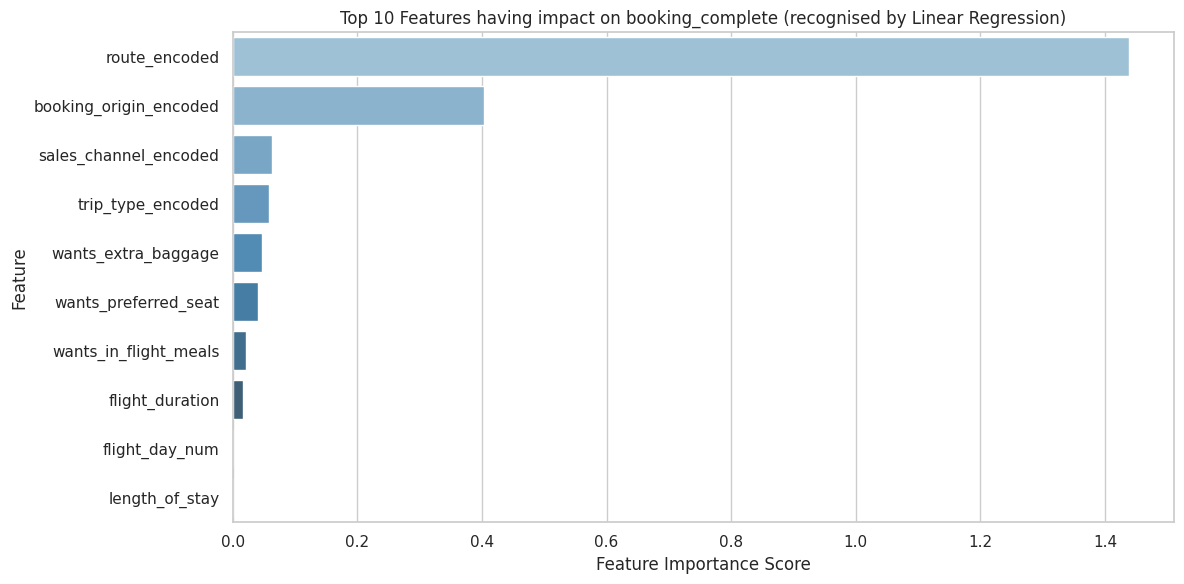 Top 10 Features having impact on booking_complete (recognised by Linear Regression)
route_encoded
booking_origin_encoded
sales_channel_encoded
trip_type_encoded
wants_extra_baggage
wants_preferred_seat
wants_in_flight_meals
flight_duration
flight_day_num
length_of_stay
Feature
0.0 0.2 0.4 0.6 0.8 1.0 1.2 1.4
Feature Importance Score